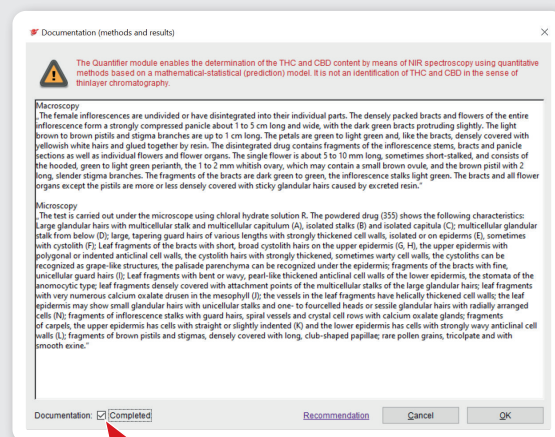 Documentation (methods and results)
The Quantifier module enables the determination of the THC and CBD content by means of NIR spectroscopy using quantitative
methods based on a mathematical-statistical (prediction) model. It is not an identification of THC and CBD in the sense of
thinlayer chromatography.
Macroscopy
„The female inflorescences are undivided or have disintegrated into their individual parts. The densely packed bracts and flowers of the entire
inflorescence form a strongly compressed panicle about 1 to 5 cm long and wide, with the dark green bracts protruding slightly. The light
brown to brown pistils and stigma branches are up to 1 cm long. The petals are green to light green and, like the bracts, densely covered with
yellowish white hairs and glued together by resin. The disintegrated drug contains fragments of the inflorescence stems, bracts and panicle
sections as well as individual flowers and flower organs. The single flower is about 5 to 10 mm long, sometimes short-stalked, and consists of
the hooded, green to light green perianth, the 1 to 2 mm whitish ovary, which may contain a small brown ovule, and the brown pistil with 2
long, slender stigma branches. The fragments of the bracts are dark green to green, the inflorescence stalks light green. The bracts and all flower
organs except the pistils are more or less densely covered with sticky glandular hairs caused by excreted resin."
Microscopy
„The test is carried out under the microscope using chloral hydrate solution R. The powdered drug (355) shows the following characteristics:
Large glandular hairs with multicellular stalk and multicellular capitulum (A), isolated stalks (B) and isolated capitula (C); multicellular glandular
stalk from below (D); large, tapering guard hairs of various lengths with strongly thickened cell walls, isolated or on epiderms (E), sometimes
with cystolith (F); Leaf fragments of the bracts with short, broad cystolith hairs on the upper epidermis (G, H), the upper epidermis with
polygonal or indented anticlinal cell walls, the cystolith hairs with strongly thickened, sometimes warty cell walls, the cystoliths can be
recognized as grape-like structures, the palisade parenchyma can be recognized under the epidermis; fragments of the bracts with fine,
unicellular guard hairs (I); Leaf fragments with bent or wavy, pearl-like thickened anticlinal cell walls of the lower epidermis, the stomata of the
anomocytic type; leaf fragments densely covered with attachment points of the multicellular stalks of the large glandular hairs; leaf fragments
with very numerous calcium oxalate drusen in the mesophyll (J); the vessels in the leaf fragments have helically thickened cell walls; the leaf
epidermis may show small glandular hairs with unicellular stalks and one- to fourcelled heads or sessile glandular hairs with radially arranged
cells (N); fragments of inflorescence stalks with guard hairs, spiral vessels and crystal cell rows with calcium oxalate glands; fragments
of carpels, the upper epidermis has cells with straight or slightly indented (K) and the lower epidermis has cells with strongly wavy anticlinal cell
walls (L); fragments of brown pistils and stigmas, densely covered with long, club-shaped papillae; rare pollen grains, tricolpate and with
smooth exine."
Documentation: Completed Recommendation Cancel OK